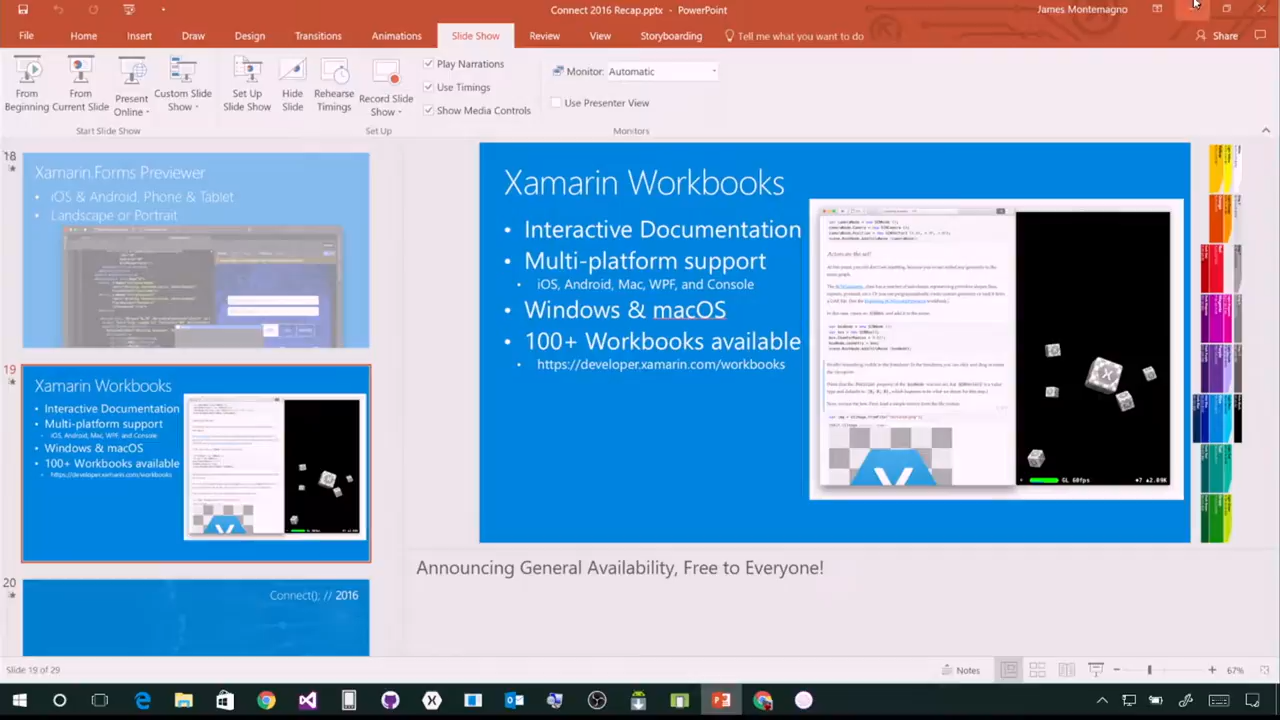 Connect 2016 Recap.pptx - PowerPoint
James Montemagno
File Home Insert Draw Design Transitions Animations Slide Show Review View Storyboarding Tell me what you want to do
Share
From Beginning
From Current Slide
Present Online
Custom Slide Show
Set Up Slide Show
Hide Slide
Rehearse Timings
Record Slide Show
Play Narrations
Use Timings
Show Media Controls
Monitor: Automatic
Use Presenter View
Start Slide Show
Set Up
Monitors
18
Xamarin.Forms Previewer
• iOS & Android, Phone & Tablet
• Landscape or Portrait
19
Xamarin Workbooks
• Interactive Documentation
• Multi-platform support
• iOS, Android, Mac, WPF, and Console
• Windows & macOS
• 100+ Workbooks available
• https://developer.xamarin.com/workbooks
20
Connect(); // 2016
Xamarin Workbooks
• Interactive Documentation
• Multi-platform support
• iOS, Android, Mac, WPF, and Console
• Windows & macOS
• 100+ Workbooks available
• https://developer.xamarin.com/workbooks
GL 60fps
Announcing General Availability, Free to Everyone!
Slide 19 of 29
Notes
67%